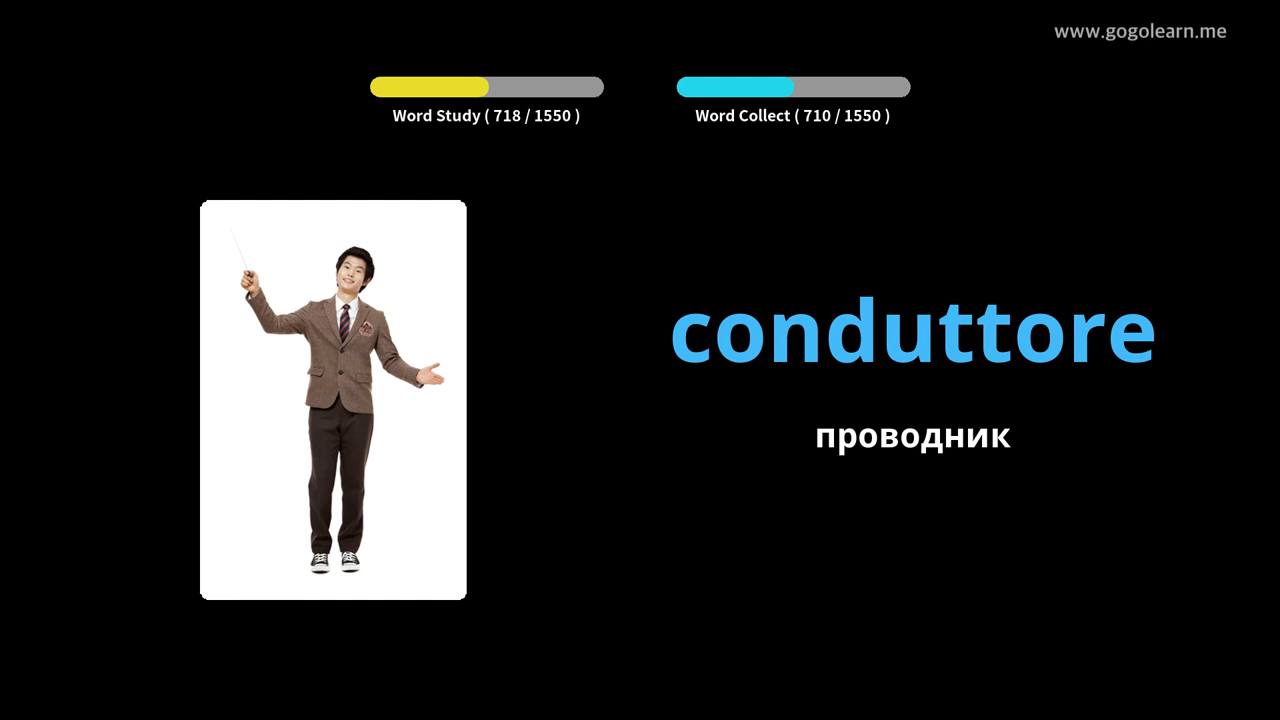 www.gogolearn.me
Word Study ( 718 / 1550 )
Word Collect ( 710 / 1550 )
conduttore
проводник